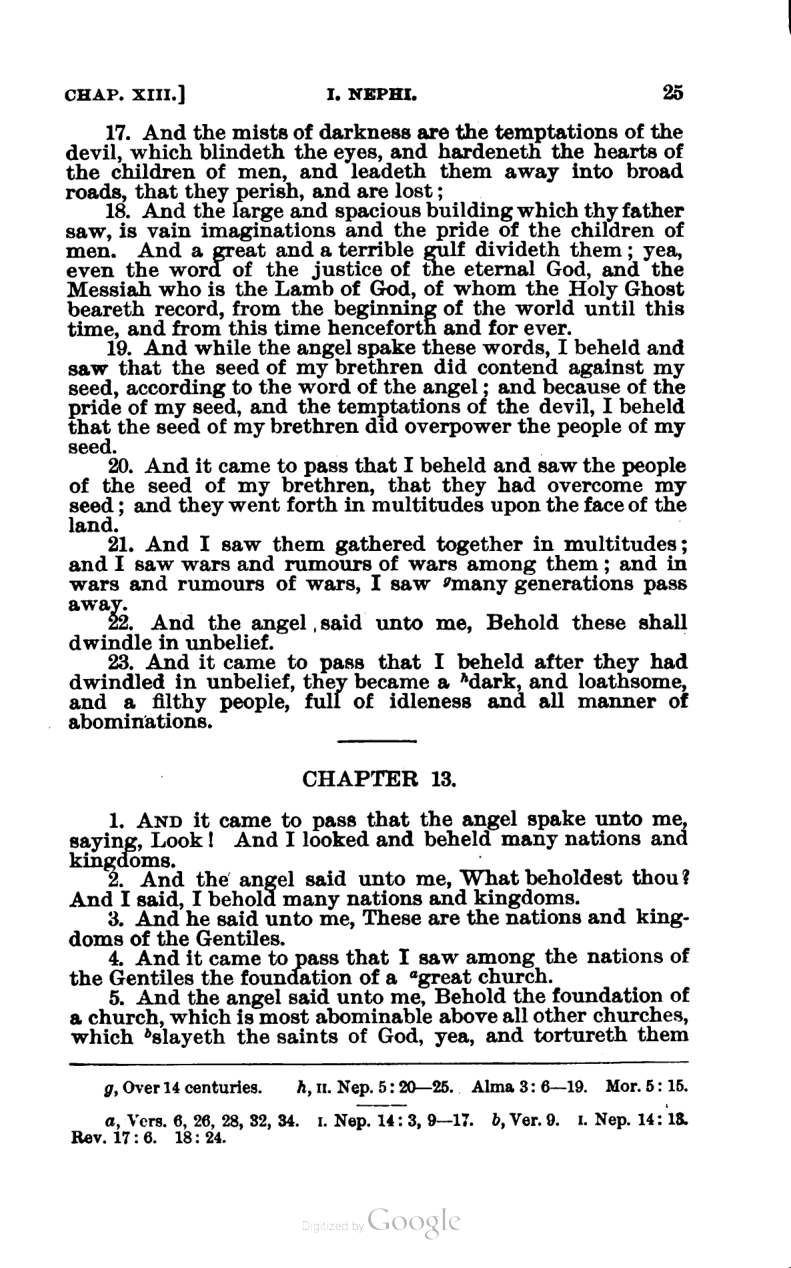 CHAP. XIII.] I. NEPHI. 25
17. And the mists of darkness are the temptations of the
devil, which blindeth the eyes, and hardeneth the hearts of
the children of men, and leadeth them away into broad
roads, that they perish, and are lost;
18. And the large and spacious building which thy father
saw, is vain imaginations and the pride of the children of
men. And a great and a terrible gulf divideth them; yea,
even the word of the justice of the eternal God, and the
Messiah who is the Lamb of God, of whom the Holy Ghost
beareth record, from the beginning of the world until this
time, and from this time henceforth and for ever.
19. And while the angel spake these words, I beheld and
saw that the seed of my brethren did contend against my
seed, according to the word of the angel; and because of the
pride of my seed, and the temptations of the devil, I beheld
that the seed of my brethren did overpower the people of my
seed.
20. And it came to pass that I beheld and saw the people
of the seed of my brethren, that they had overcome my
seed; and they went forth in multitudes upon the face of the
land.
21. And I saw them gathered together in multitudes;
and I saw wars and rumours of wars among them; and in
wars and rumours of wars, I saw gmany generations pass
away.
22. And the angel said unto me, Behold these shall
dwindle in unbelief.
23. And it came to pass that I beheld after they had
dwindled in unbelief, they became a hdark, and loathsome,
and a filthy people, full of idleness and all manner of
abominations.
CHAPTER 13.
1. AND it came to pass that the angel spake unto me,
saying, Look! And I looked and beheld many nations and
kingdoms.
2. And the angel said unto me, What beholdest thou?
And I said, I behold many nations and kingdoms.
3. And he said unto me, These are the nations and king-
doms of the Gentiles.
4. And it came to pass that I saw among the nations of
the Gentiles the foundation of a agreat church.
5. And the angel said unto me, Behold the foundation of
a church, which is most abominable above all other churches,
which bslayeth the saints of God, yea, and tortureth them
g, Over 14 centuries. h, II. Nep. 5: 20—25. Alma 3: 6—19. Mor. 5: 15.
a, Vers. 6, 26, 28, 32, 34. I. Nep. 14: 3, 9—17. b, Ver. 9. I. Nep. 14: 13.
Rev. 17: 6. 18: 24.
Digitized by Google